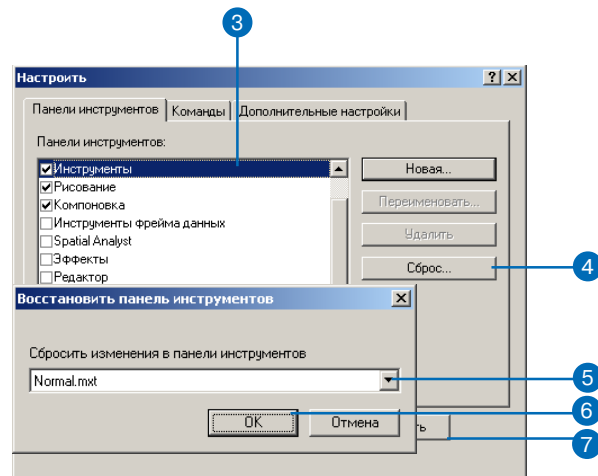 3
Настроить
Панели инструментов Команды Дополнительные настройки
Панели инструментов:
Инструменты
Рисование
Компоновка
Инструменты фрейма данных
Spatial Analyst
Эффекты
Редактор
Новая...
Переименовать...
Удалить
Сброс...
4
Восстановить панель инструментов
Сбросить изменения в панели инструментов
Normal.mxt
5
OK
Отмена
6
ть
7